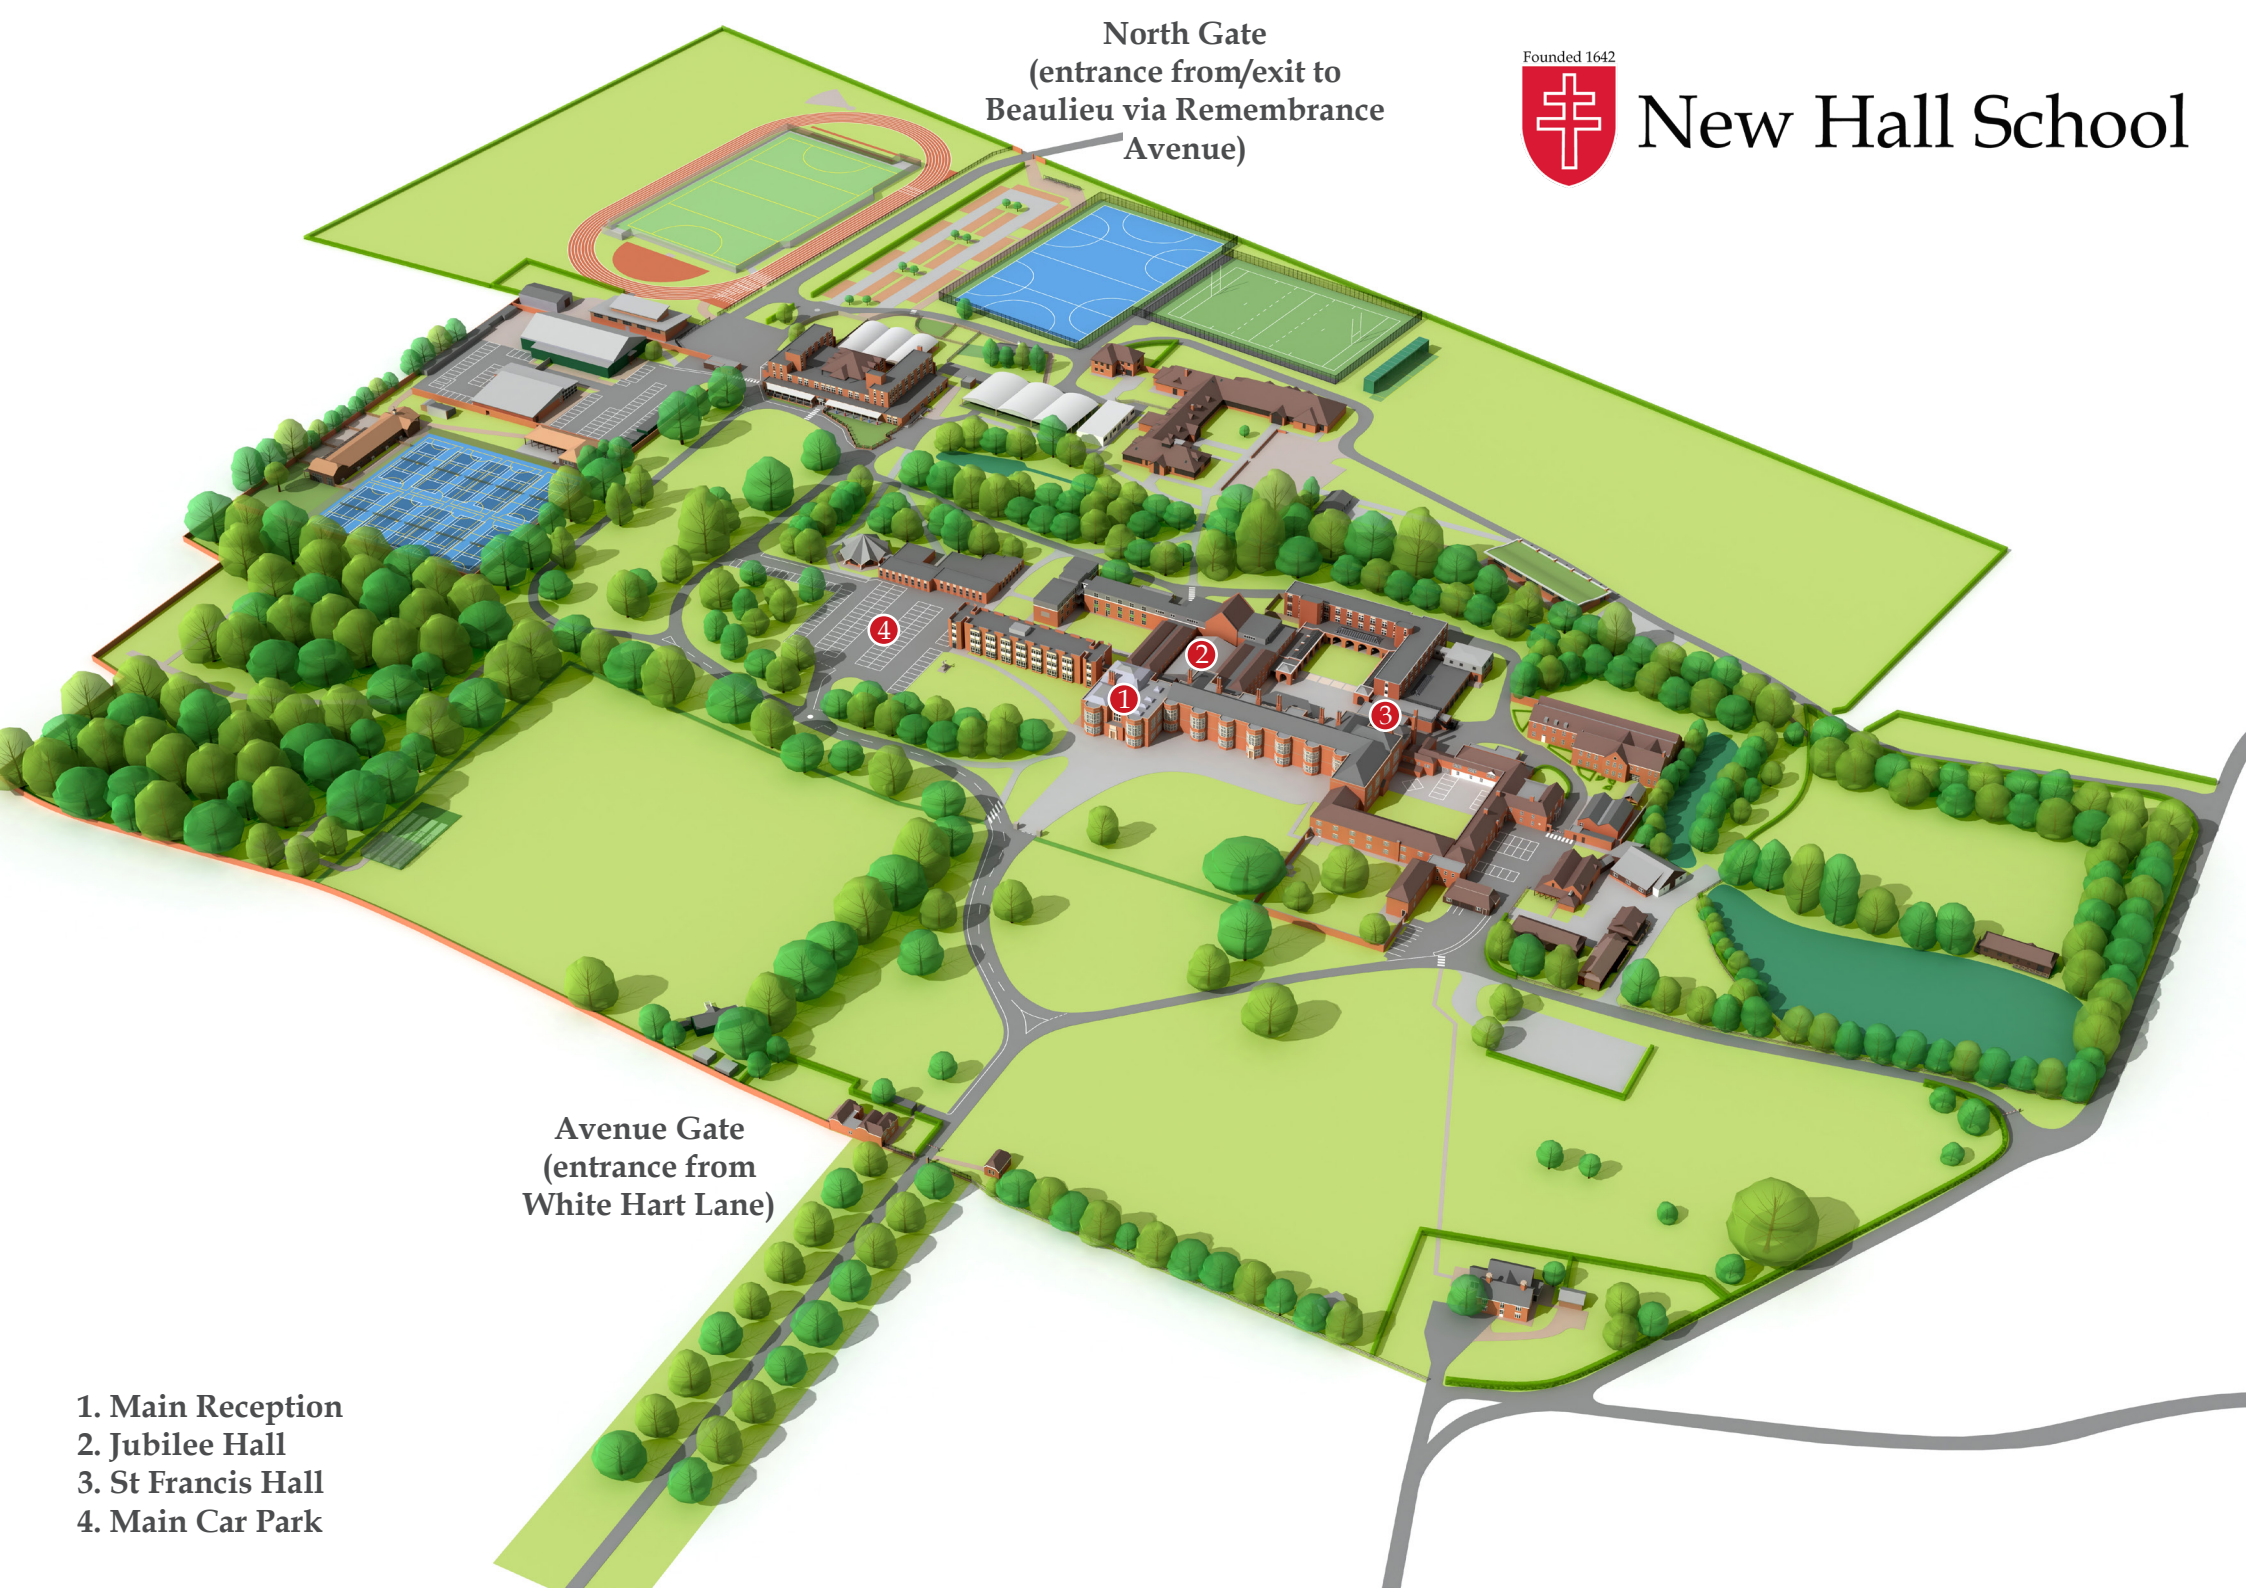 North Gate
(entrance from/exit to
Beaulieu via Remembrance
Avenue)
Founded 1642
New Hall School
4
2
1
3
Avenue Gate
(entrance from
White Hart Lane)
1. Main Reception
2. Jubilee Hall
3. St Francis Hall
4. Main Car Park